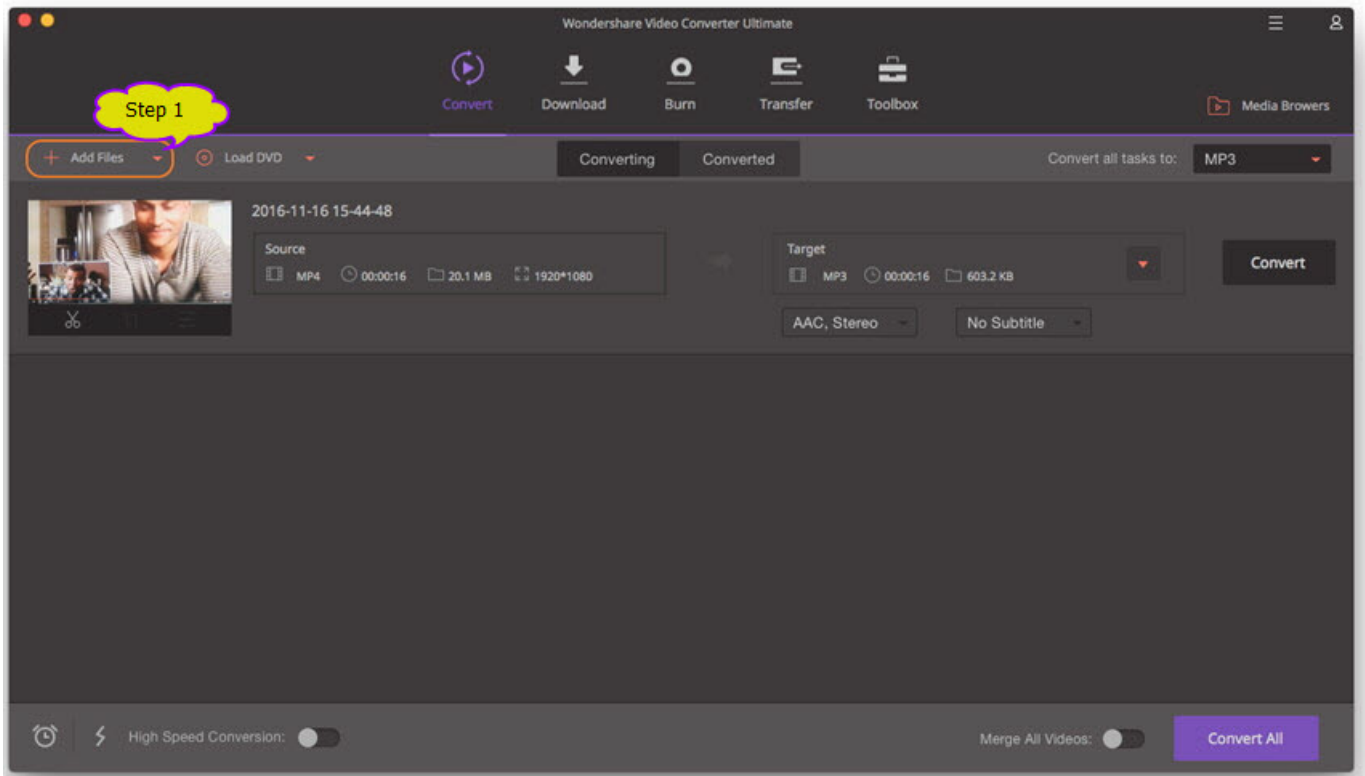 Wondershare Video Converter Ultimate
Convert
Download
Burn
Transfer
Toolbox
Media Browers
Step 1
Add Files
Load DVD
Converting
Converted
Convert all tasks to:
MP3
2016-11-16 15-44-48
Source
MP4 00:00:16 20.1 MB 1920*1080
Target
MP3 00:00:16 603.2 KB
Convert
AAC, Stereo
No Subtitle
High Speed Conversion:
Merge All Videos:
Convert All